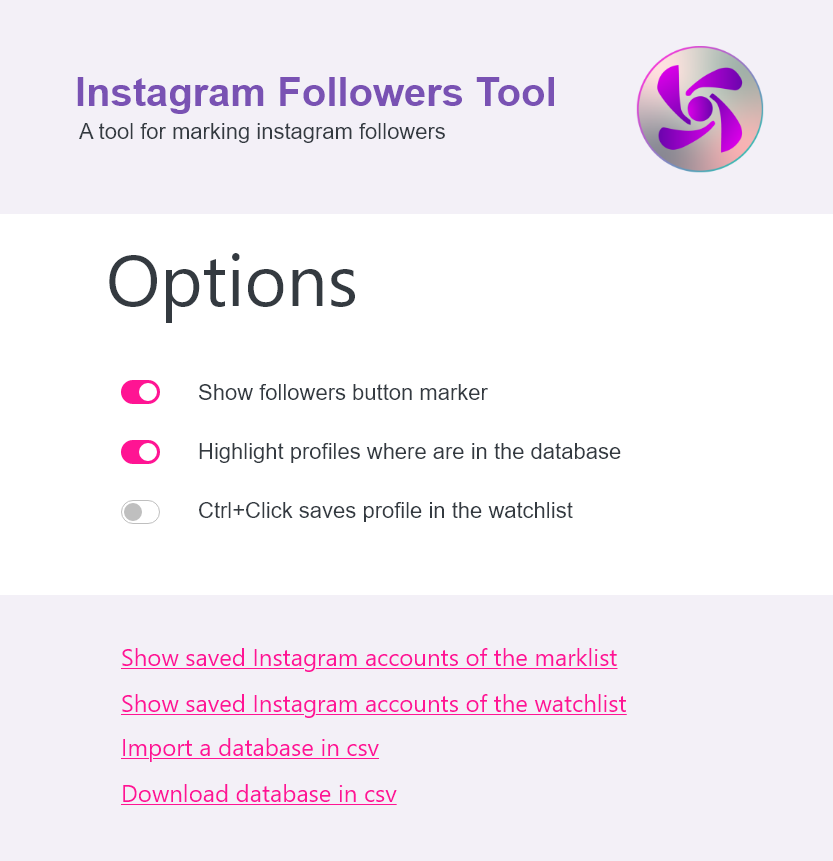 Instagram Followers Tool
A tool for marking instagram followers
Options
Show followers button marker
Highlight profiles where are in the database
Ctrl+Click saves profile in the watchlist
Show saved Instagram accounts of the marklist
Show saved Instagram accounts of the watchlist
Import a database in csv
Download database in csv